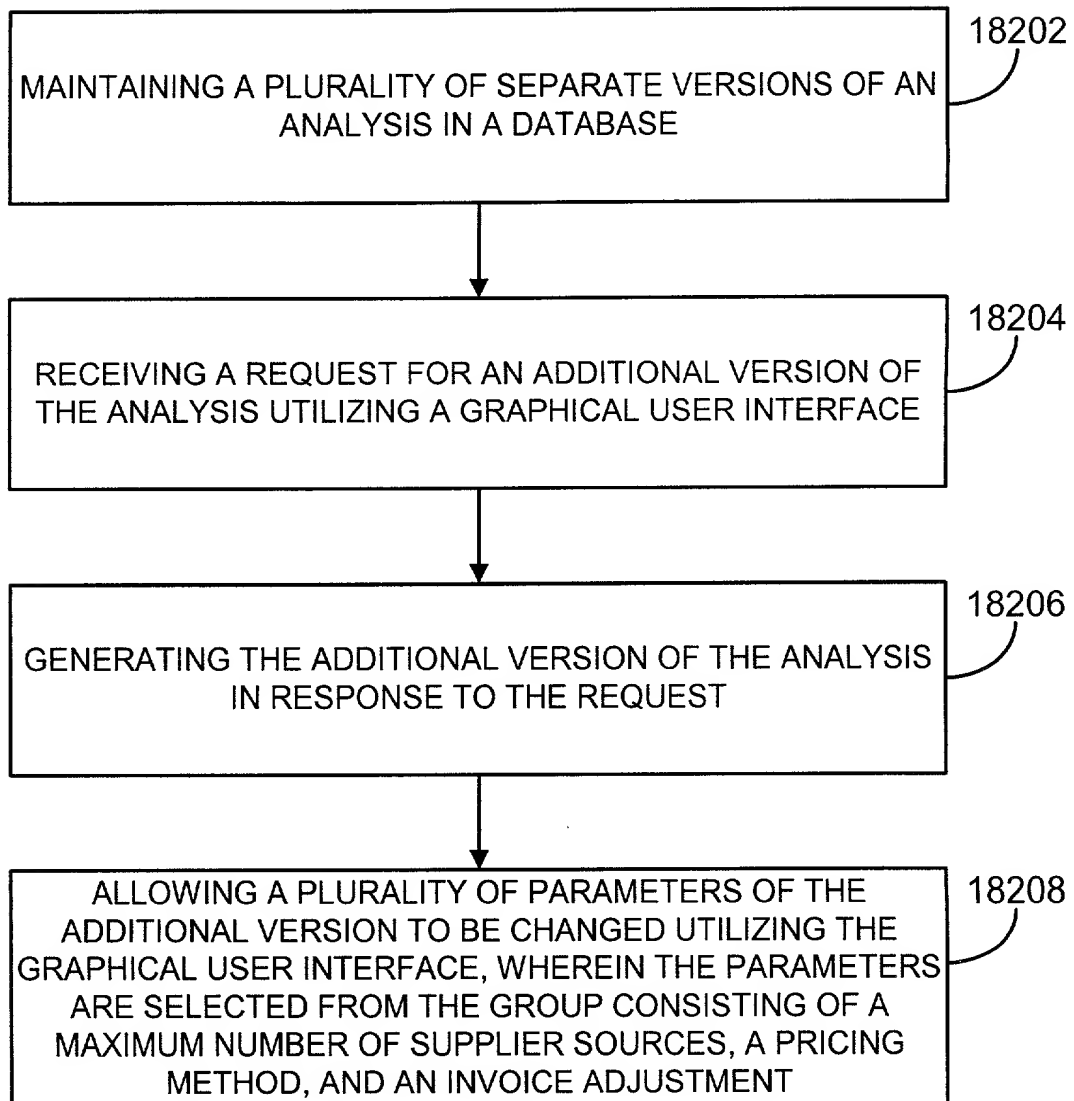 18202
MAINTAINING A PLURALITY OF SEPARATE VERSIONS OF AN
ANALYSIS IN A DATABASE
18204
RECEIVING A REQUEST FOR AN ADDITIONAL VERSION OF
THE ANALYSIS UTILIZING A GRAPHICAL USER INTERFACE
18206
GENERATING THE ADDITIONAL VERSION OF THE ANALYSIS
IN RESPONSE TO THE REQUEST
18208
ALLOWING A PLURALITY OF PARAMETERS OF THE
ADDITIONAL VERSION TO BE CHANGED UTILIZING THE
GRAPHICAL USER INTERFACE, WHEREIN THE PARAMETERS
ARE SELECTED FROM THE GROUP CONSISTING OF A
MAXIMUM NUMBER OF SUPPLIER SOURCES, A PRICING
METHOD, AND AN INVOICE ADJUSTMENT